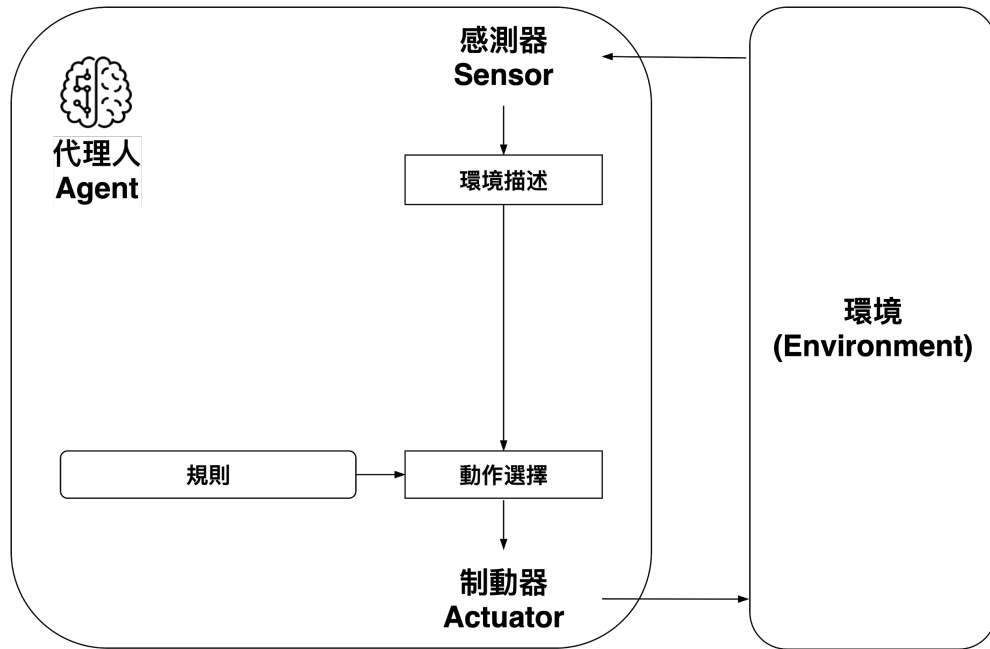 感測器
Sensor
代理人
Agent
環境描述
環境
(Environment)
規則
動作選擇
制動器
Actuator